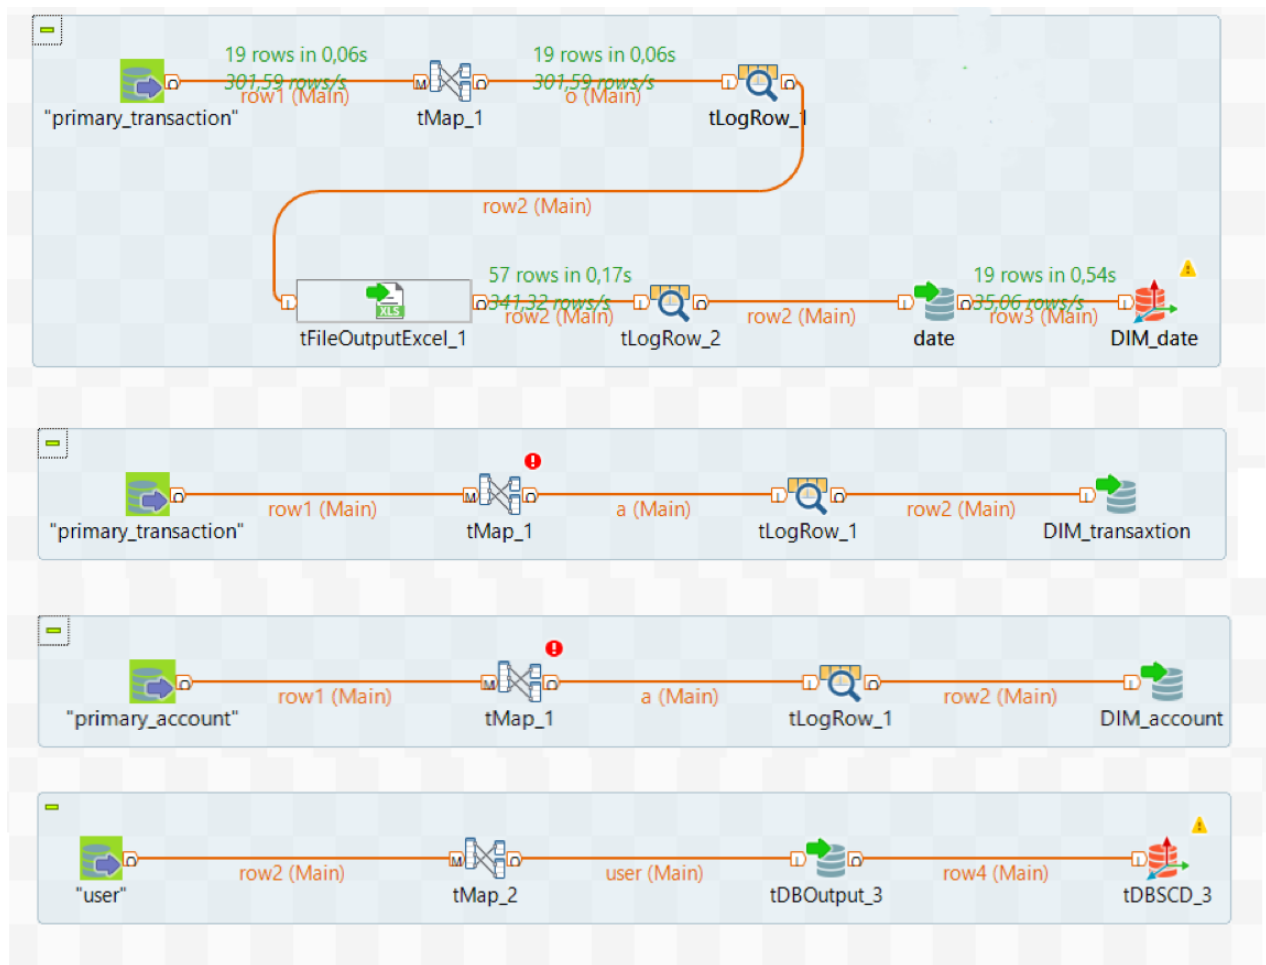 19 rows in 0,06s
301,59 rows/s
row1 (Main)
19 rows in 0,06s
301,59 rows/s
o (Main)
"primary_transaction"
tMap_1
tLogRow_1
row2 (Main)
57 rows in 0,17s
341,32 rows/s
row2 (Main)
row2 (Main)
19 rows in 0,54s
35,06 rows/s
row3 (Main)
XLS
tFileOutputExcel_1
tLogRow_2
date
DIM_date
row1 (Main)
a (Main)
row2 (Main)
"primary_transaction"
tMap_1
tLogRow_1
DIM_transaxtion
row1 (Main)
a (Main)
row2 (Main)
"primary_account"
tMap_1
tLogRow_1
DIM_account
row2 (Main)
user (Main)
row4 (Main)
"user"
tMap_2
tDBOutput_3
tDBSCD_3